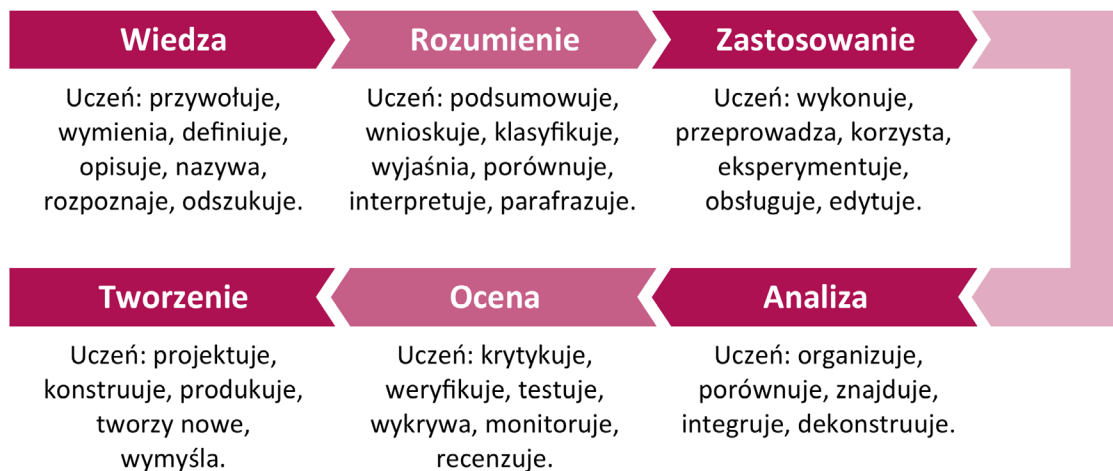 Wiedza
Uczeń: przywołuje,
wymienia, definiuje,
opisuje, nazywa,
rozpoznaje, odszukuje.
Rozumienie
Uczeń: podsumowuje,
wnioskuje, klasyfikuje,
wyjaśnia, porównuje,
interpretuje, parafrazuje.
Zastosowanie
Uczeń: wykonuje,
przeprowadza, korzysta,
eksperymentuje,
obsługuje, edytuje.
Analiza
Uczeń: organizuje,
porównuje, znajduje,
integruje, dekonstruuje.
Ocena
Uczeń: krytykuje,
weryfikuje, testuje,
wykrywa, monitoruje,
recenzuje.
Tworzenie
Uczeń: projektuje,
konstruuje, produkuje,
tworzy nowe,
wymyśla.